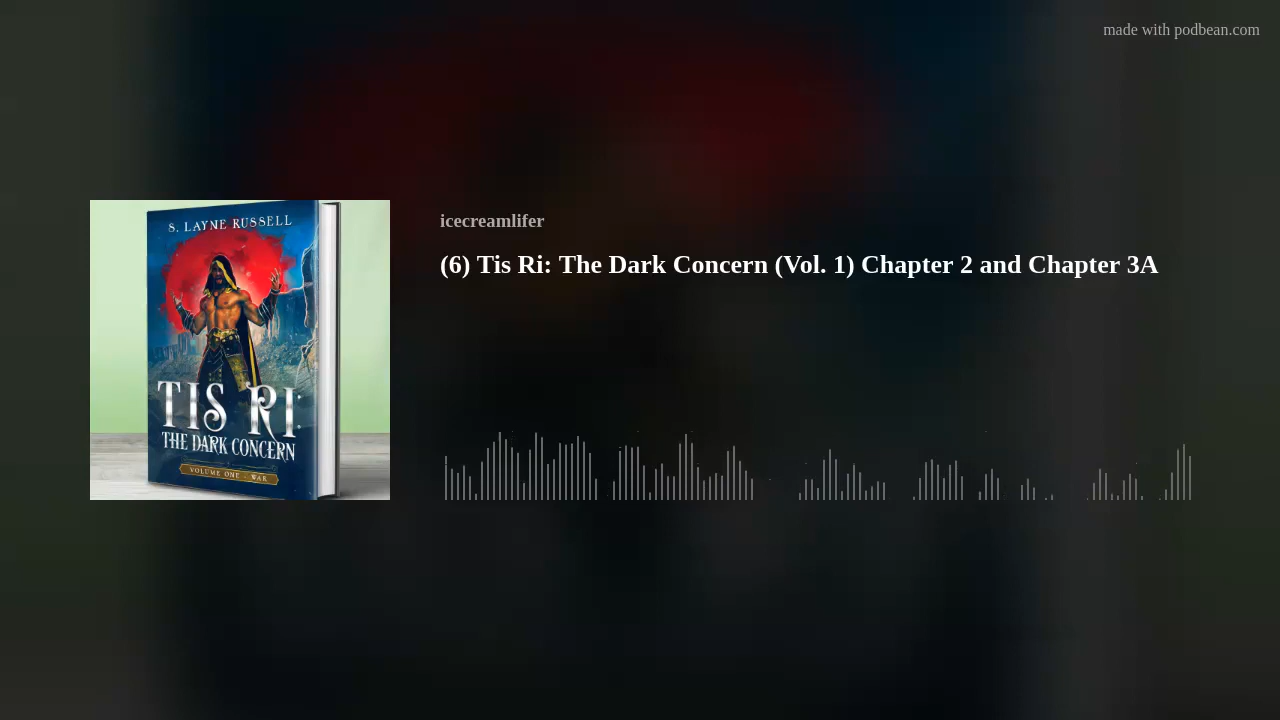 made with podbean.com
icecreamlifer
(6) Tis Ri: The Dark Concern (Vol. 1) Chapter 2 and Chapter 3A
S. LAYNE RUSSELL
TIS RI:
THE DARK CONCERN
VOLUME ONE - WAR